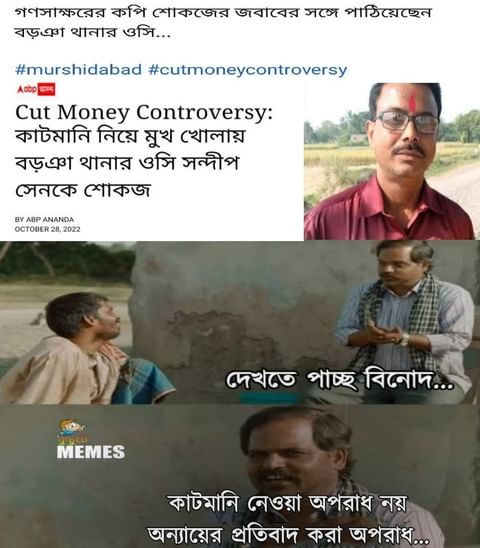 গণসাক্ষরের কপি শোকজের জবাবের সঙ্গে পাঠিয়েছেন
বড়ঞা থানার ওসি...
#murshidabad #cutmoneycontroversy
abp আনন্দ
Cut Money Controversy:
কাটমানি নিয়ে মুখ খোলায়
বড়ঞা থানার ওসি সন্দীপ
সেনকে শোকজ
BY ABP ANANDA
OCTOBER 28, 2022
দেখতে পাচ্ছ বিনোদ...
MEMES
কাটমানি নেওয়া অপরাধ নয়
অন্যায়ের প্রতিবাদ করা অপরাধ...